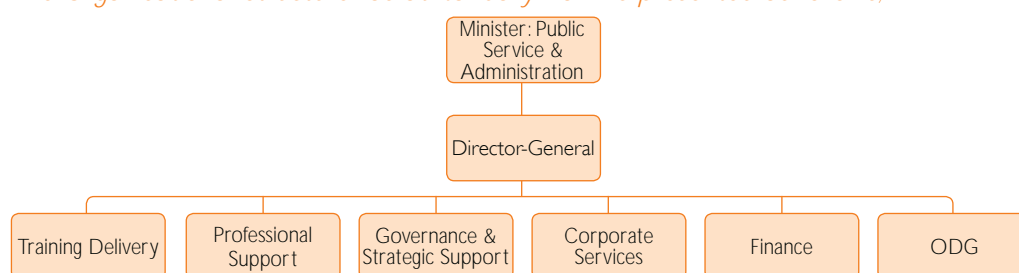 Minister: Public
Service &
Administration
Director-General
Training Delivery
Professional
Support
Governance &
Strategic Support
Corporate
Services
Finance
ODG